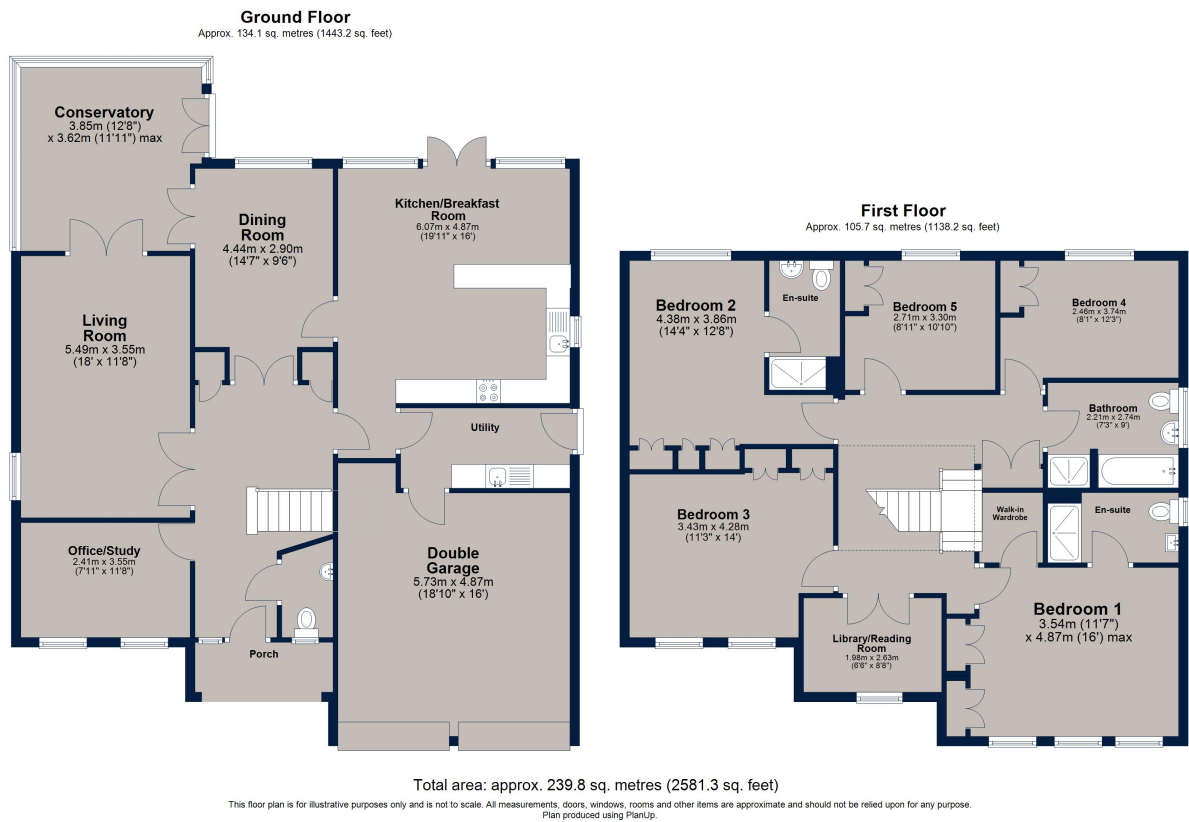 Ground Floor
Approx. 134.1 sq. metres (1443.2 sq. feet)
Conservatory
3.85m (12'8")
x 3.62m (11'11") max
Kitchen/Breakfast
Room
6.07m x 4.87m
(19'11" x 16')
Dining
Room
4.44m x 2.90m
(14'7" x 9'6")
Living
Room
5.49m x 3.55m
(18' x 11'8")
Utility
Office/Study
2.41m x 3.55m
(7'11" x 11'8")
Double
Garage
5.73m x 4.87m
(18'10" x 16')
Porch
First Floor
Approx. 105.7 sq. metres (1138.2 sq. feet)
Bedroom 2
4.38m x 3.86m
(14'4" x 12'8")
En-suite
Bedroom 5
2.71m x 3.30m
(8'11" x 10'10")
Bedroom 4
2.46m x 3.74m
(8'1" x 12'3")
Bathroom
2.21m x 2.74m
(7'3" x 9')
Bedroom 3
3.43m x 4.28m
(11'3" x 14')
Walk-in
Wardrobe
En-suite
Bedroom 1
3.54m (11'7")
x 4.87m (16') max
Library/Reading
Room
1.98m x 2.63m
(6'6" x 8'8")
Total area: approx. 239.8 sq. metres (2581.3 sq. feet)
This floor plan is for illustrative purposes only and is not to scale. All measurements, doors, windows, rooms and other items are approximate and should not be relied upon for any purpose.
Plan produced using PlanUp.